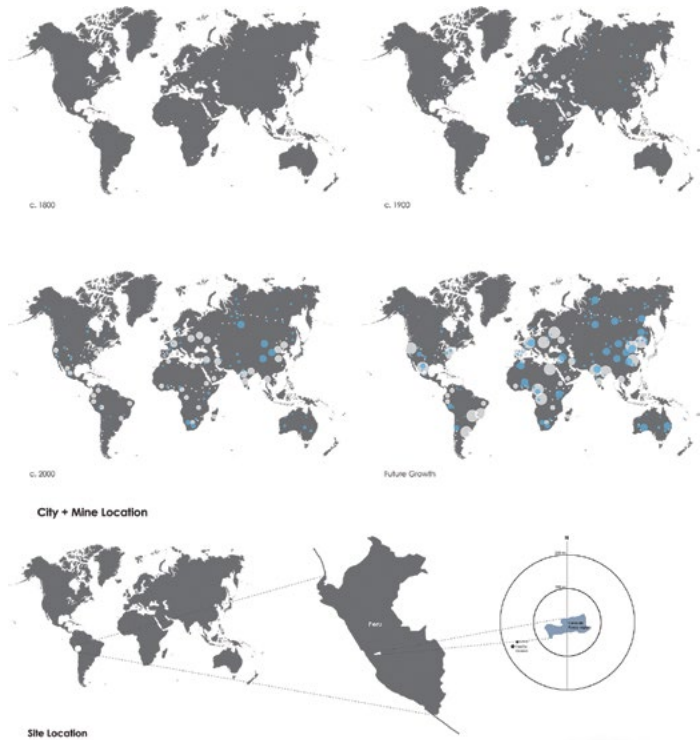 c. 1800
c. 1900
c. 2000
Future Growth
City + Mine Location
Peru
N
Site Location